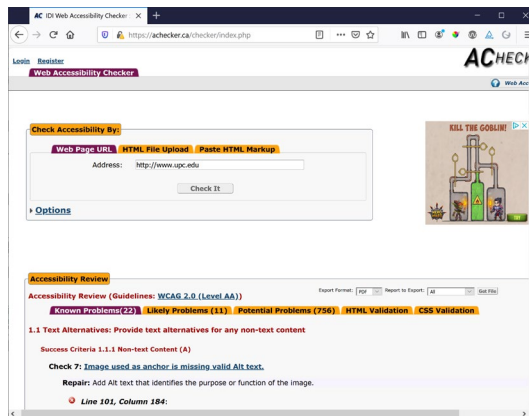 AC IDI Web Accessibility Checker
https://achecker.ca/checker/index.php
Login Register
ACHECK
Web Accessibility Checker
Web Acc
KILL THE GOBLIN!
Check Accessibility By:
Web Page URL HTML File Upload Paste HTML Markup
Address: http://www.upc.edu
Check It
Options
Accessibility Review
Accessibility Review (Guidelines: WCAG 2.0 (Level AA))
Export Format: PDF Report to Export: All Get File
Known Problems(22) Likely Problems (11) Potential Problems (756) HTML Validation CSS Validation
1.1 Text Alternatives: Provide text alternatives for any non-text content
Success Criteria 1.1.1 Non-text Content (A)
Check 7: Image used as anchor is missing valid Alt text.
Repair: Add Alt text that identifies the purpose or function of the image.
Line 101, Column 184: